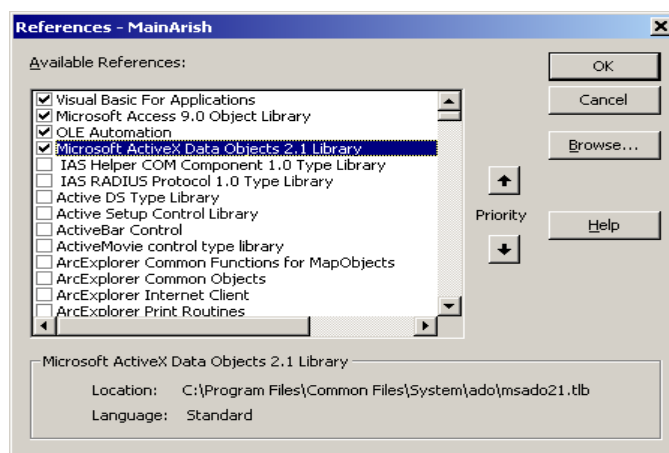 References - MainArish
Available References:
Visual Basic For Applications
Microsoft Access 9.0 Object Library
OLE Automation
Microsoft ActiveX Data Objects 2.1 Library
IAS Helper COM Component 1.0 Type Library
IAS RADIUS Protocol 1.0 Type Library
Active DS Type Library
Active Setup Control Library
ActiveBar Control
ActiveMovie control type library
ArcExplorer Common Functions for MapObjects
ArcExplorer Common Objects
ArcExplorer Internet Client
ArcExplorer Print Routines
Priority
OK
Cancel
Browse...
Help
Microsoft ActiveX Data Objects 2.1 Library
Location: C:\Program Files\Common Files\System\ado\msado21.tlb
Language: Standard